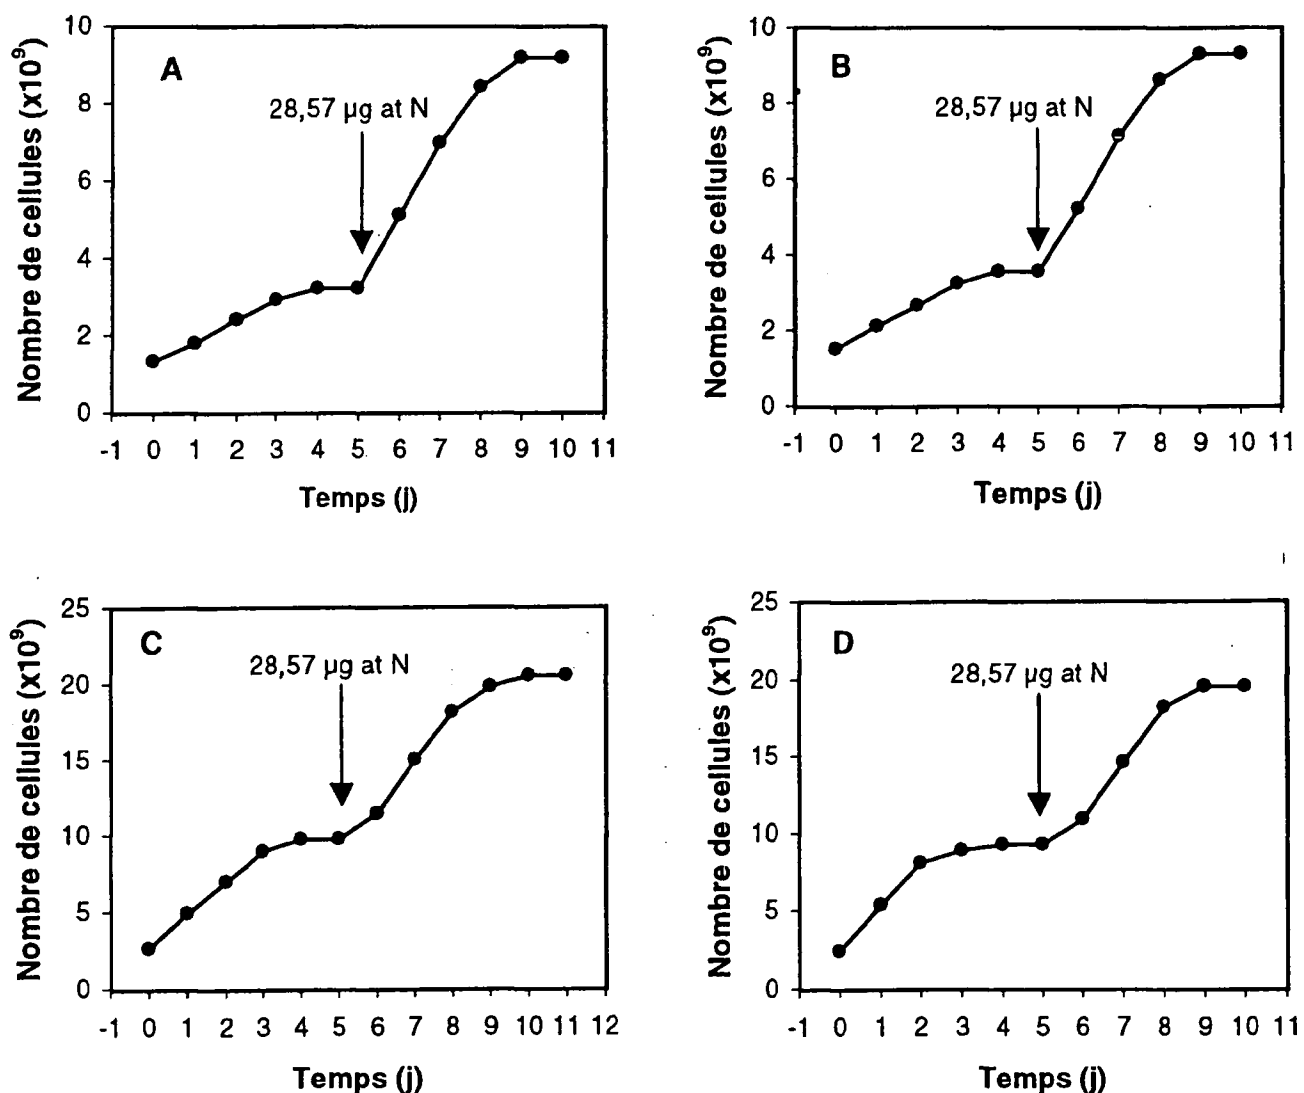 A
28,57 µg at N
Nombre de cellules (x10⁹)
10
8
6
4
2
0
-1 0 1 2 3 4 5 6 7 8 9 10 11
Temps (j)
B
28,57 µg at N
Nombre de cellules (x10⁹)
10
8
6
4
2
0
-1 0 1 2 3 4 5 6 7 8 9 10 11
Temps (j)
C
28,57 µg at N
Nombre de cellules (x10⁹)
25
20
15
10
5
0
-1 0 1 2 3 4 5 6 7 8 9 10 11 12
Temps (j)
D
28,57 µg at N
Nombre de cellules (x10⁹)
25
20
15
10
5
0
-1 0 1 2 3 4 5 6 7 8 9 10 11
Temps (j)